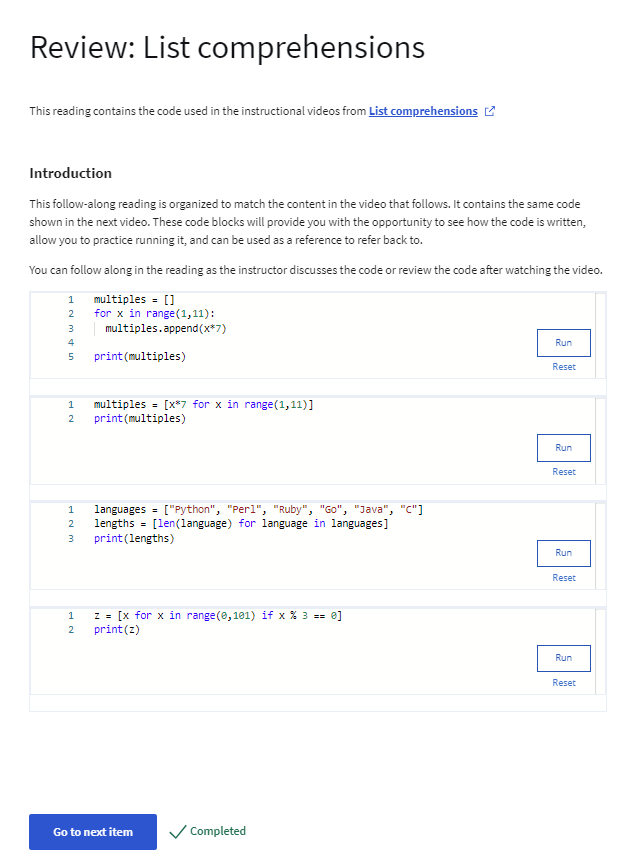 Review: List comprehensions
This reading contains the code used in the instructional videos from List comprehensions
Introduction
This follow-along reading is organized to match the content in the video that follows. It contains the same code
shown in the next video. These code blocks will provide you with the opportunity to see how the code is written,
allow you to practice running it, and can be used as a reference to refer back to.
You can follow along in the reading as the instructor discusses the code or review the code after watching the video.
1 multiples = []
2 for x in range(1,11):
3 multiples.append(x*7)
4
5 print(multiples)
Run
Reset
1 multiples = [x*7 for x in range(1,11)]
2 print(multiples)
Run
Reset
1 languages = ["Python", "Perl", "Ruby", "Go", "Java", "C"]
2 lengths = [len(language) for language in languages]
3 print(lengths)
Run
Reset
1 z = [x for x in range(0,101) if x % 3 == 0]
2 print(z)
Run
Reset
Go to next item
Completed